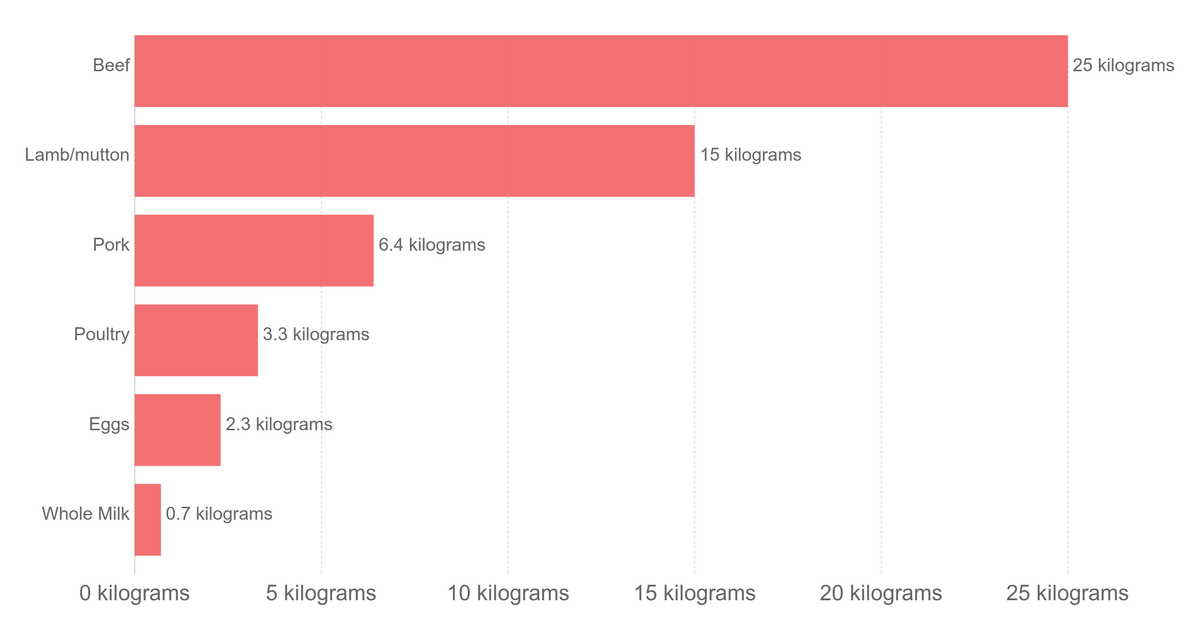 Beef 25 kilograms
Lamb/mutton 15 kilograms
Pork 6.4 kilograms
Poultry 3.3 kilograms
Eggs 2.3 kilograms
Whole Milk 0.7 kilograms
0 kilograms 5 kilograms 10 kilograms 15 kilograms 20 kilograms 25 kilograms